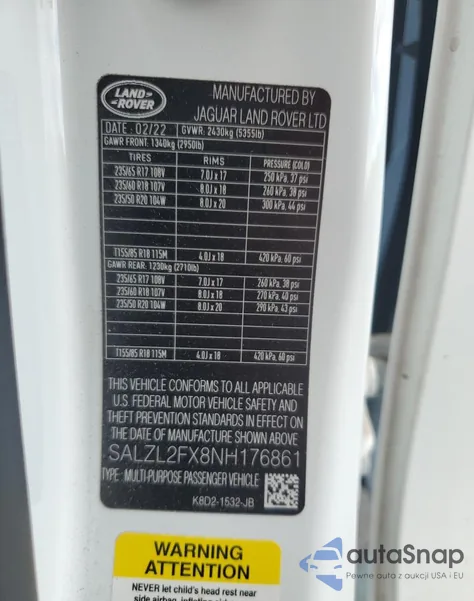 LAND-
ROVER
MANUFACTURED BY
JAGUAR LAND ROVER LTD
DATE: 02/22 GVWR: 2430kg (5355lb)
GAWR FRONT: 1340kg (2950lb)
TIRES RIMS PRESSURE (COLD)
235/65 R17 108V 7.0J x 17 250 kPa, 37 psi
235/60 R18 107V 8.0J x 18 260 kPa, 38 psi
235/50 R20 104W 8.0J x 20 300 kPa, 44 psi
T155/85 R18 115M 4.0J x 18 420 kPa, 60 psi
GAWR REAR: 1230kg (2710lb)
235/65 R17 108V 7.0J x 17 260 kPa, 38 psi
235/60 R18 107V 8.0J x 18 270 kPa, 40 psi
235/50 R20 104W 8.0J x 20 290 kPa, 43 psi
T155/85 R18 115M 4.0J x 18 420 kPa, 60 psi
THIS VEHICLE CONFORMS TO ALL APPLICABLE
U.S. FEDERAL MOTOR VEHICLE SAFETY AND
THEFT PREVENTION STANDARDS IN EFFECT ON
THE DATE OF MANUFACTURE SHOWN ABOVE
SALZL2FX8NH176861
TYPE: MULTI-PURPOSE PASSENGER VEHICLE
K8D2-1532-JB
WARNING
ATTENTION
NEVER let child's head rest near
side airbag
autoSnap
Pewne auta z aukcji USA i EU